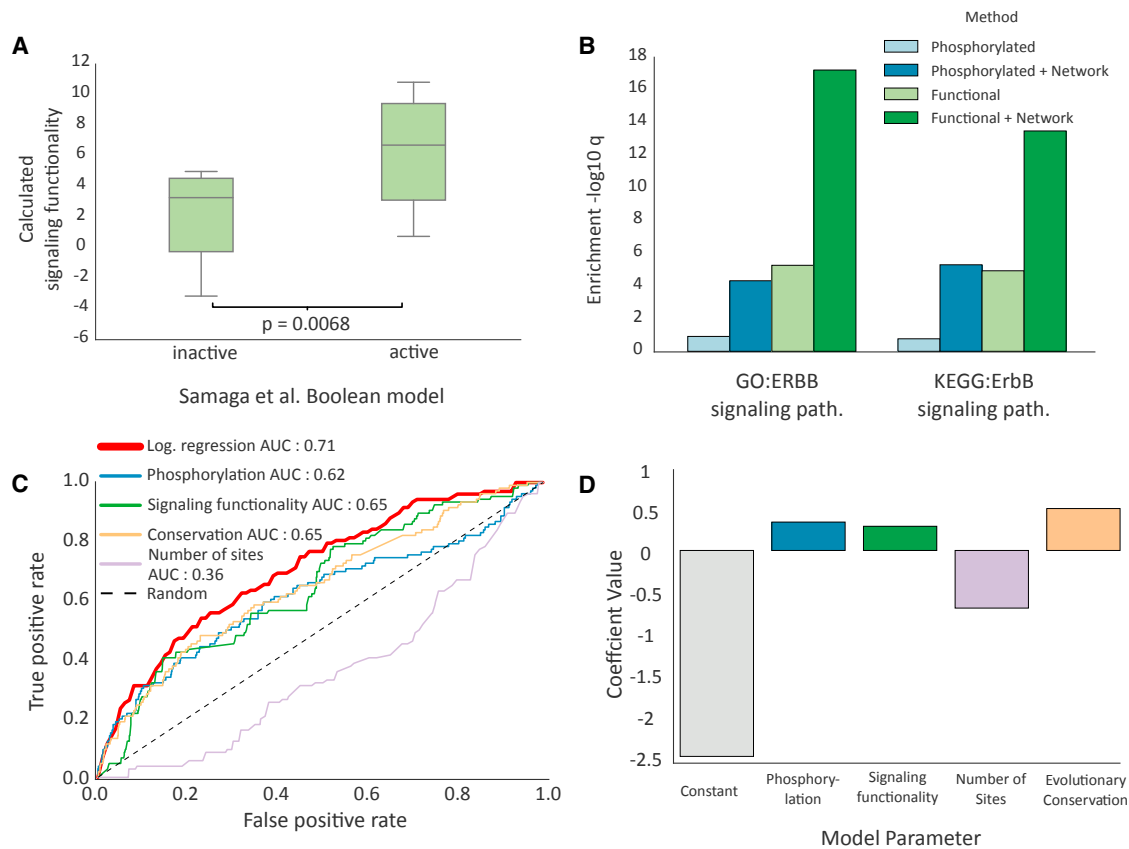 A
12
10
8
6
4
2
0
-2
-4
-6
Calculated
signaling functionality
p = 0.0068
inactive
active
Samaga et al. Boolean model
B
Method
Phosphorylated
Phosphorylated + Network
Functional
Functional + Network
18
16
14
12
10
8
6
4
2
0
Enrichment -log10 q
GO:ERBB
signaling path.
KEGG:ErbB
signaling path.
C
Log. regression AUC : 0.71
Phosphorylation AUC : 0.62
Signaling functionality AUC : 0.65
Conservation AUC : 0.65
Number of sites
AUC : 0.36
Random
1.0
0.8
0.6
0.4
0.2
0.0
True positive rate
0.0
0.2
0.4
0.6
0.8
1.0
False positive rate
D
1
0.5
0
-0.5
-1
-1.5
-2
-2.5
Coeffcient Value
Constant
Phosphory-
lation
Signaling
functionality
Number of
Sites
Evolutionary
Conservation
Model Parameter